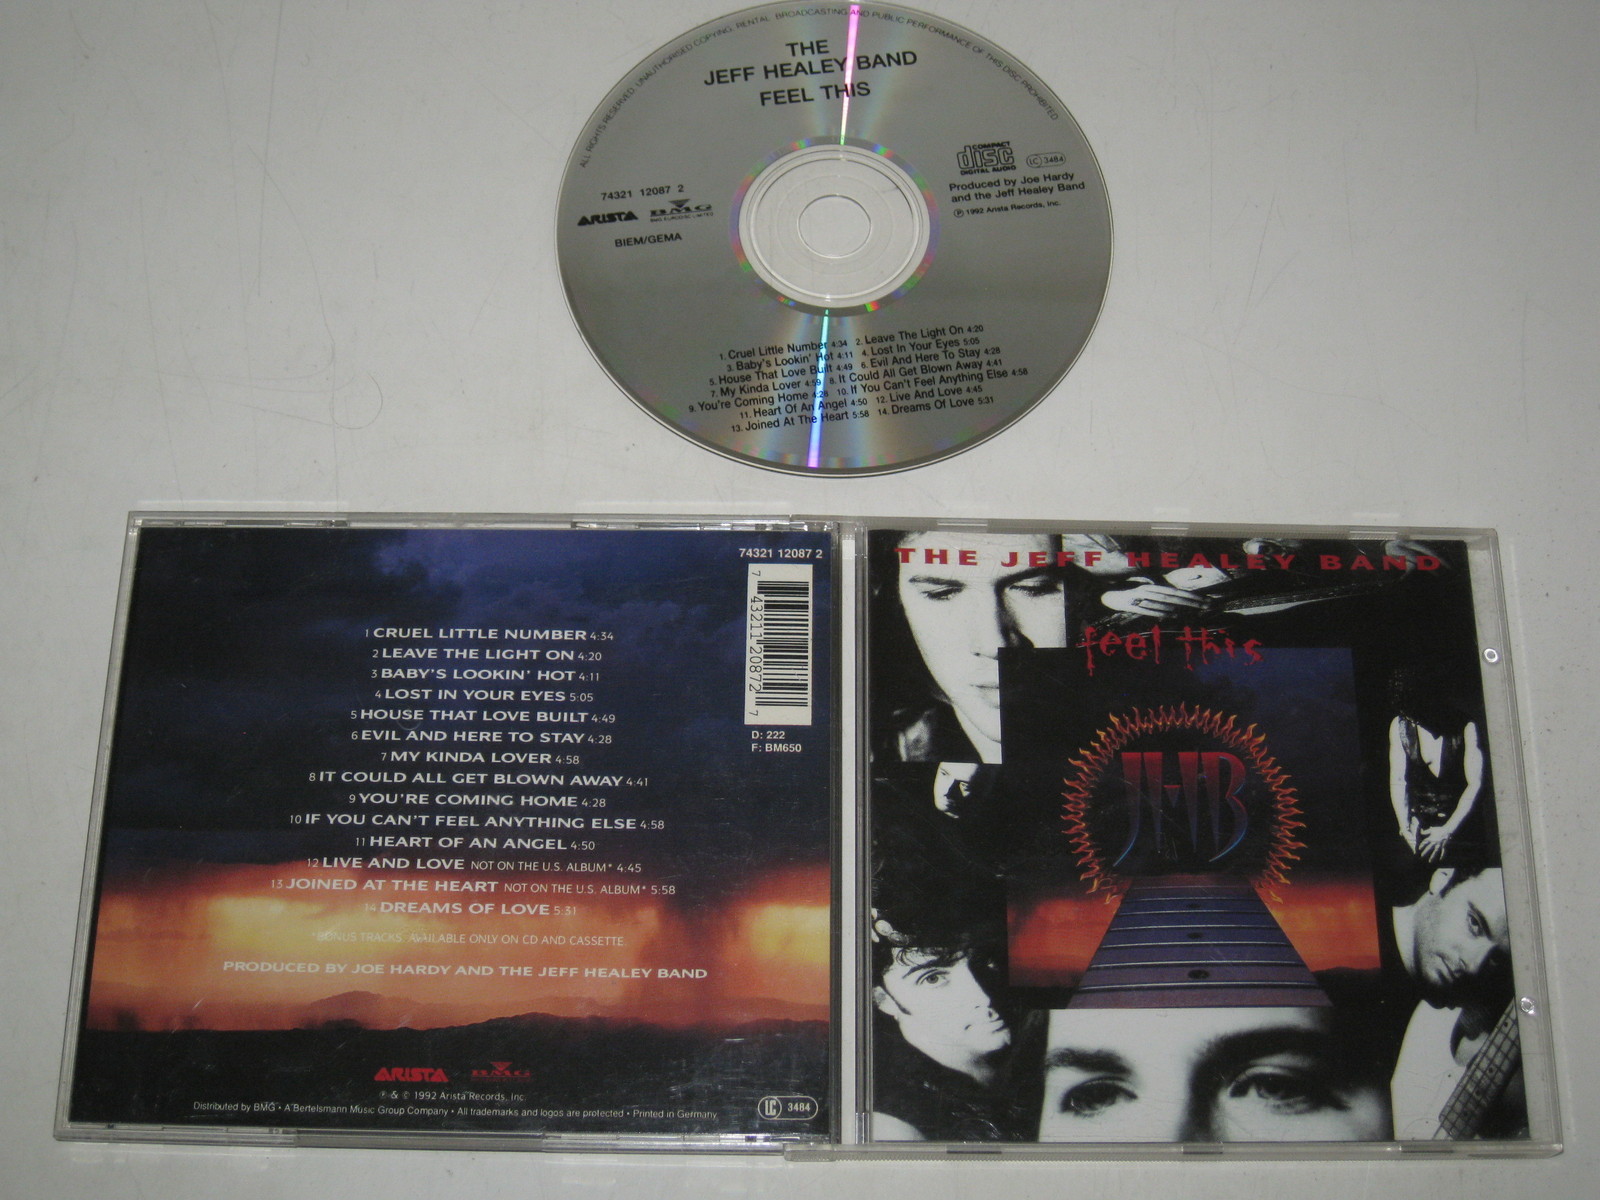 ALL RIGHTS RESERVED. UNAUTHORISED COPYING. RENTAL. BROADCASTING AND PUBLIC PERFORMANCE OF THIS DISC PROHIBITED
THE
JEFF HEALEY BAND
FEEL THIS
COMPACT
disc
DIGITAL AUDIO
LC 3484
74321 12087 2
ARISTA BMG
BIEM/GEMA
Produced by Joe Hardy
and the Jeff Healey Band
℗ 1992 Arista Records, Inc.
1. Cruel Little Number 4:34 2. Leave The Light On 4:20
3. Baby's Lookin' Hot 4:11 4. Lost In Your Eyes 5:05
5. House That Love Built 4:49 6. Evil And Here To Stay 4:28
7. My Kinda Lover 4:59 8. It Could All Get Blown Away 4:41
9. You're Coming Home 4:28 10. If You Can't Feel Anything Else 4:58
11. Heart Of An Angel 4:50 12. Live And Love 4:45
13. Joined At The Heart 5:58 14. Dreams Of Love 5:31
74321 12087 2
7 43211 20872 7
D: 222
F: BM650
1 CRUEL LITTLE NUMBER 4:34
2 LEAVE THE LIGHT ON 4:20
3 BABY'S LOOKIN' HOT 4:11
4 LOST IN YOUR EYES 5:05
5 HOUSE THAT LOVE BUILT 4:49
6 EVIL AND HERE TO STAY 4:28
7 MY KINDA LOVER 4:58
8 IT COULD ALL GET BLOWN AWAY 4:41
9 YOU'RE COMING HOME 4:28
10 IF YOU CAN'T FEEL ANYTHING ELSE 4:58
11 HEART OF AN ANGEL 4:50
12 LIVE AND LOVE NOT ON THE U.S. ALBUM* 4:45
13 JOINED AT THE HEART NOT ON THE U.S. ALBUM* 5:58
14 DREAMS OF LOVE 5:31
*BONUS TRACKS: AVAILABLE ONLY ON CD AND CASSETTE
PRODUCED BY JOE HARDY AND THE JEFF HEALEY BAND
ARISTA BMG
℗ & © 1992 Arista Records, Inc.
Distributed by BMG • A Bertelsmann Music Group Company • All trademarks and logos are protected • Printed in Germany
LC 3484
THE JEFF HEALEY BAND
feel this
JHB